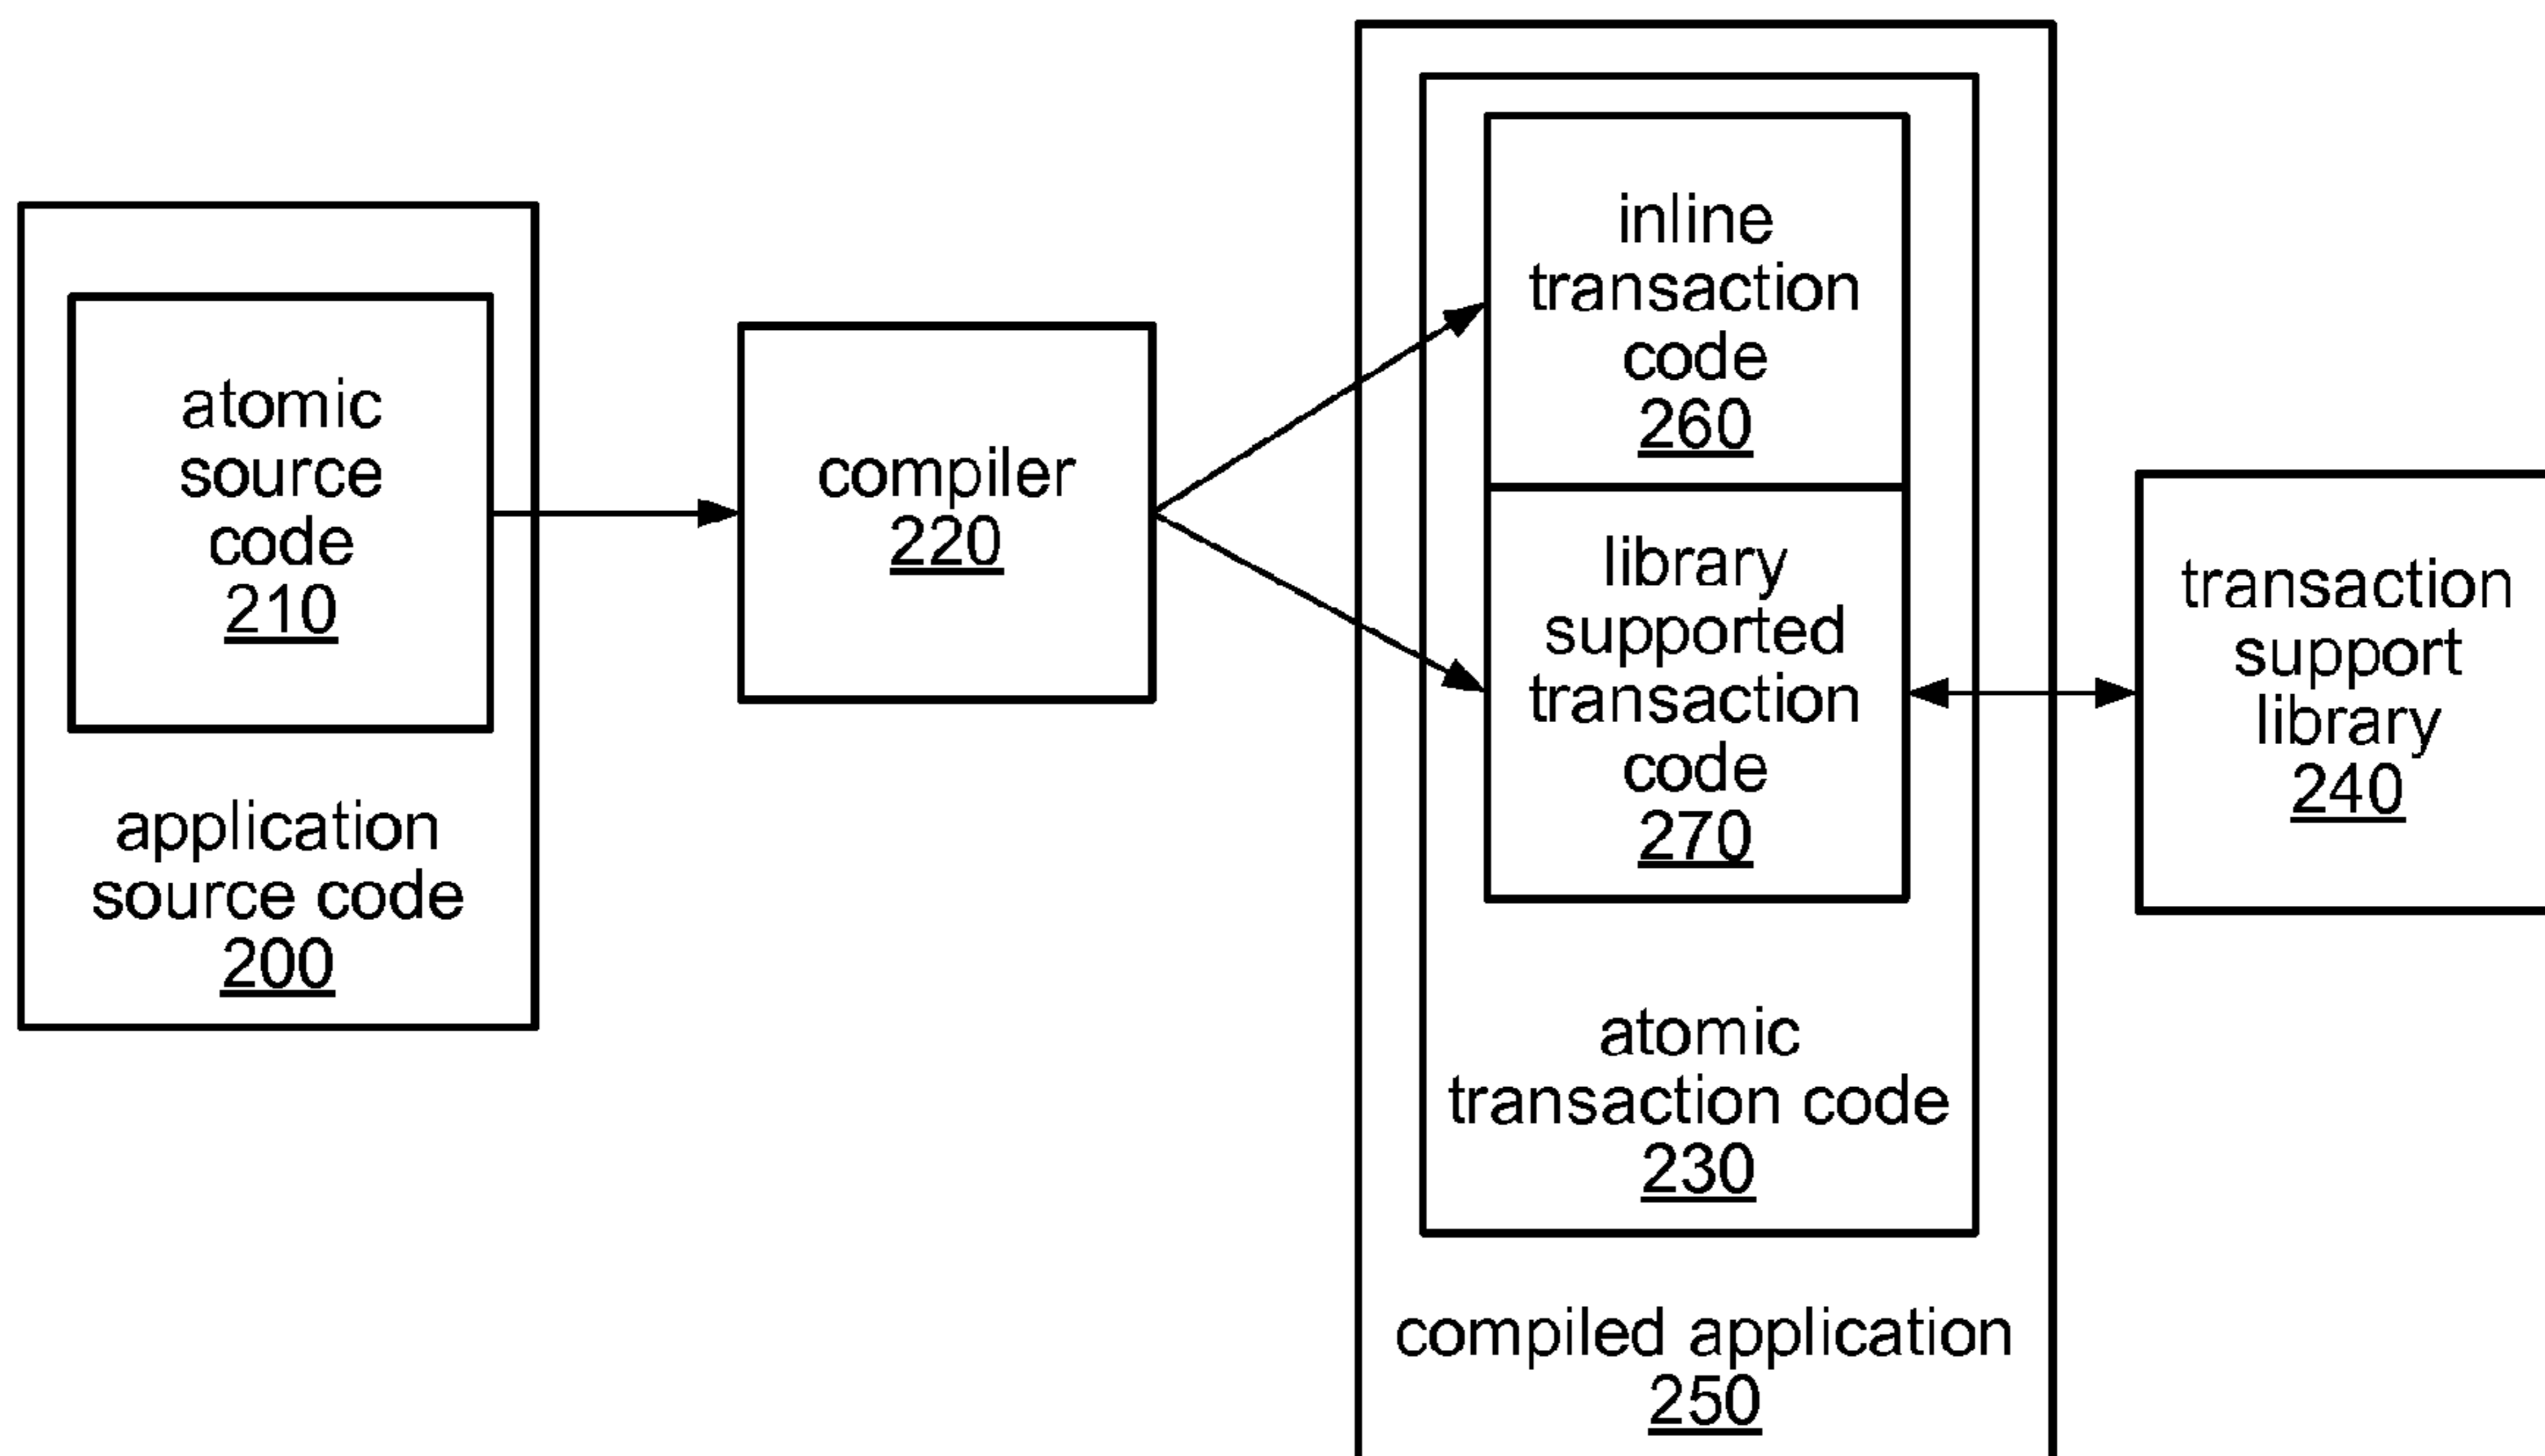 atomic
source
code
210
application
source code
200
compiler
220
inline
transaction
code
260
library
supported
transaction
code
270
atomic
transaction code
230
compiled application
250
transaction
support
library
240